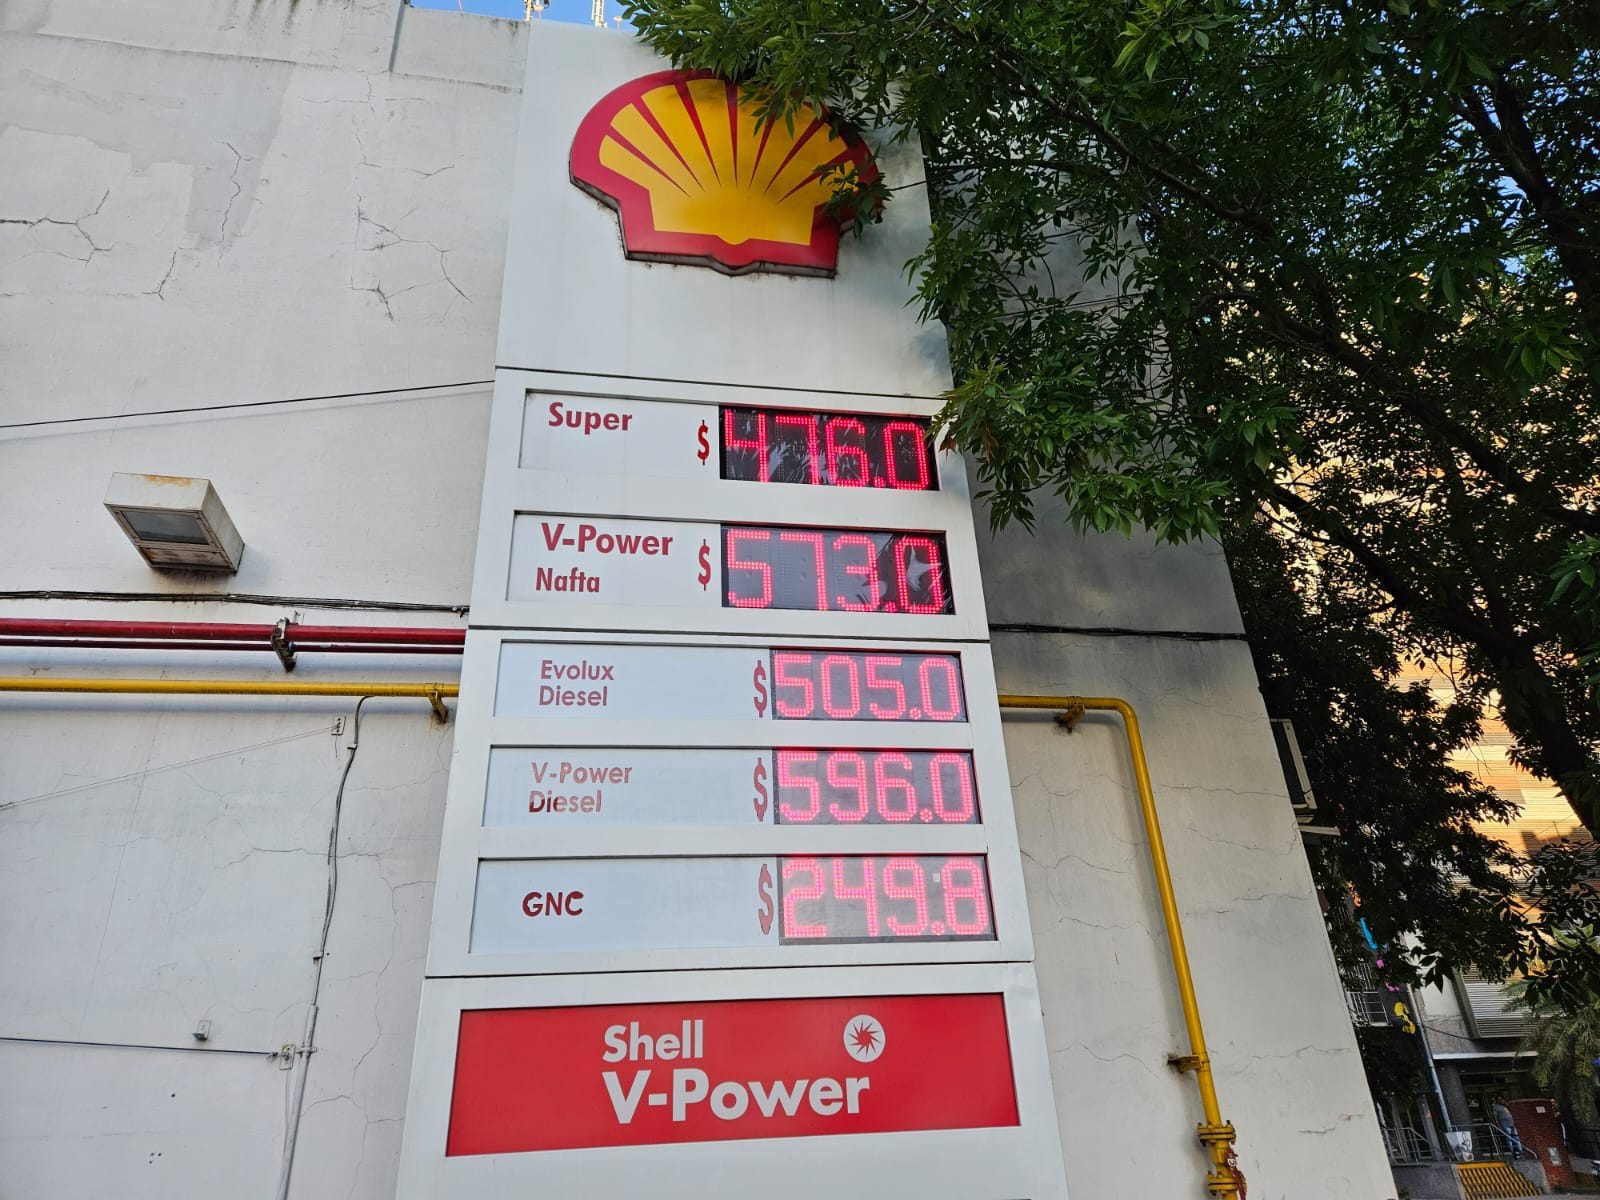 Super $ 476.0
V-Power $ 573.0
Nafta
Evolux $ 505.0
Diesel
V-Power $ 596.0
Diesel
GNC $ 249.8
Shell
V-Power